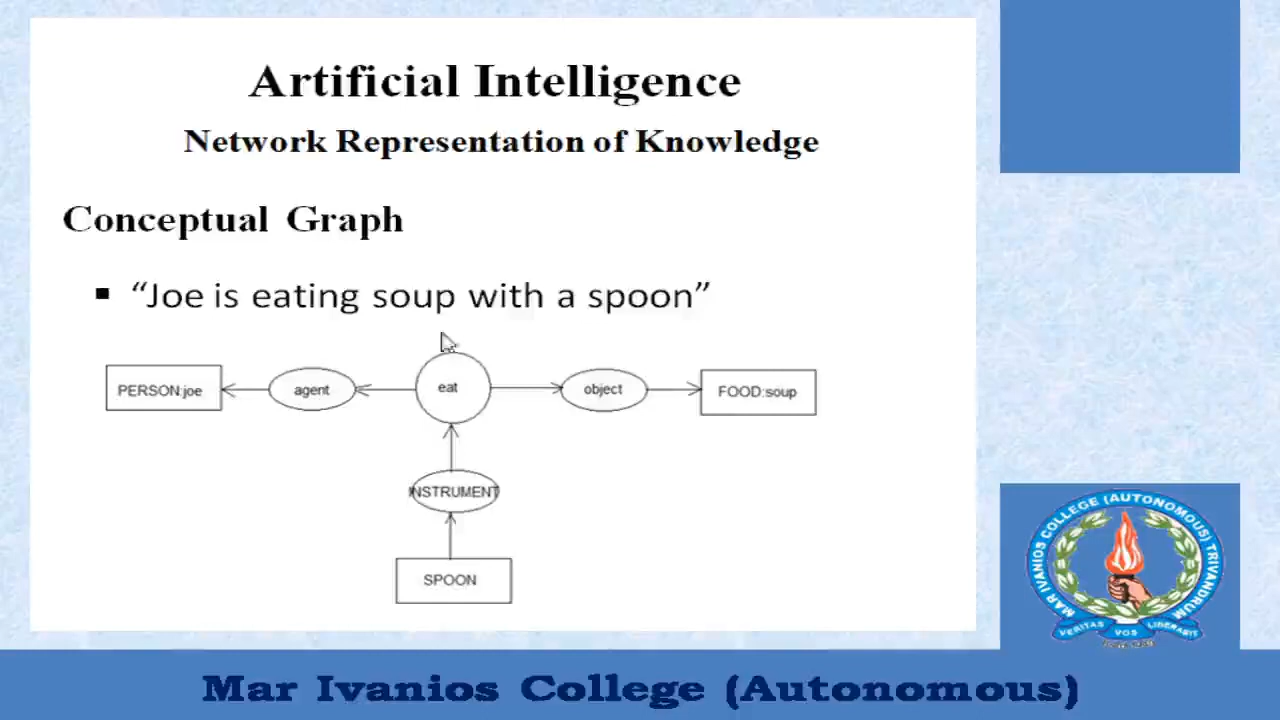 Artificial Intelligence
Network Representation of Knowledge
Conceptual Graph
▪ “Joe is eating soup with a spoon”
PERSON:joe
agent
eat
object
FOOD:soup
INSTRUMENT
SPOON
MAR IVANIOS COLLEGE (AUTONOMOUS) TRIVANDRUM
VERITAS VOS LIBERABIT
Mar Ivanios College (Autonomous)